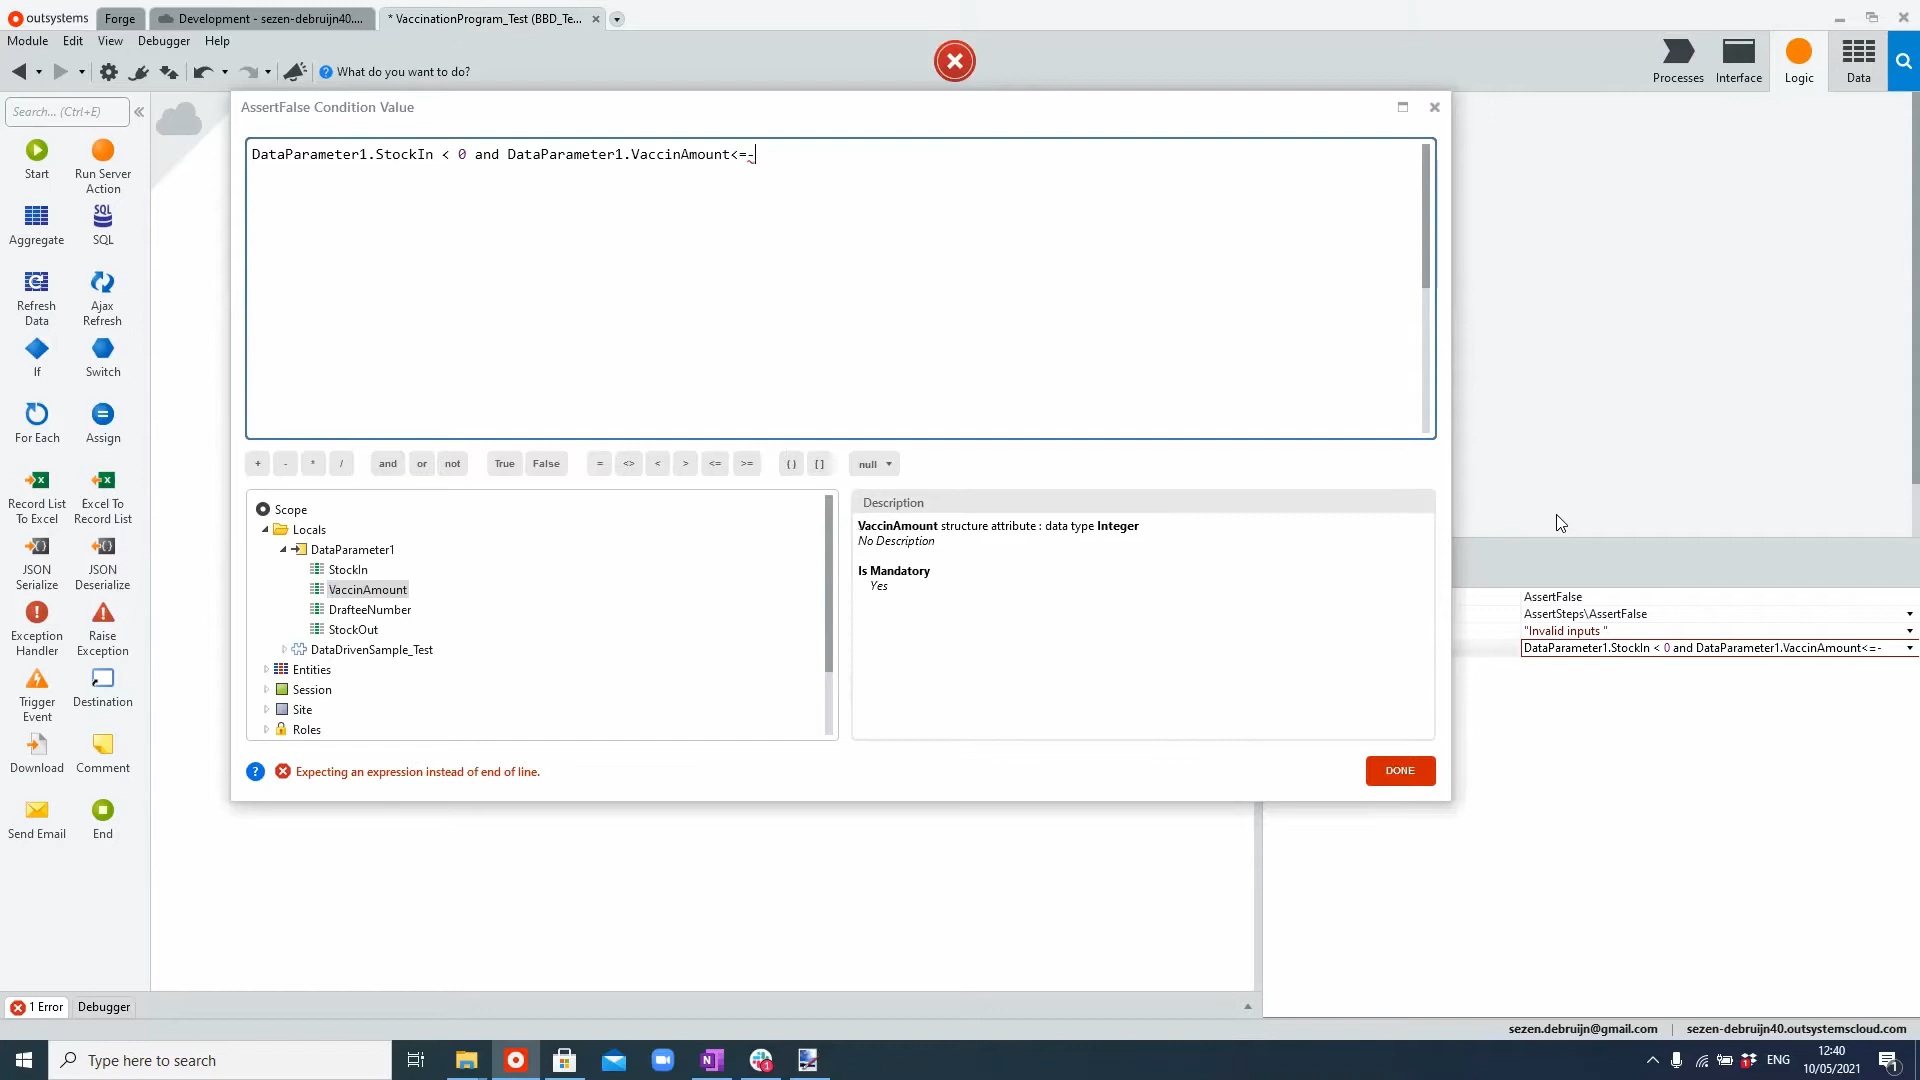 outsystems
Forge
Development - sezen-debruijn40....
* VaccinationProgram_Test (BBD_Te...
Module Edit View Debugger Help
What do you want to do?
Processes
Interface
Logic
Data
Search... (Ctrl+E)
Start
Run Server
Action
Aggregate
SQL
SQL
Refresh
Data
Ajax
Refresh
If
Switch
For Each
Assign
Record List
To Excel
Excel To
Record List
JSON
Serialize
JSON
Deserialize
Exception
Handler
Raise
Exception
Trigger
Event
Destination
Download
Comment
Send Email
End
AssertFalse Condition Value
DataParameter1.StockIn < 0 and DataParameter1.VaccinAmount<=-
+ - * / and or not True False = <> < > <= >= ( ) [ ] null
Scope
Locals
DataParameter1
StockIn
VaccinAmount
DrafteeNumber
StockOut
DataDrivenSample_Test
Entities
Session
Site
Roles
Description
VaccinAmount structure attribute : data type Integer
No Description
Is Mandatory
Yes
Expecting an expression instead of end of line.
DONE
AssertFalse
AssertSteps\AssertFalse
"Invalid inputs "
DataParameter1.StockIn < 0 and DataParameter1.VaccinAmount<=-
1 Error
Debugger
sezen.debruijn@gmail.com | sezen-debruijn40.outsystemscloud.com
Type here to search
ENG
12:40
10/05/2021